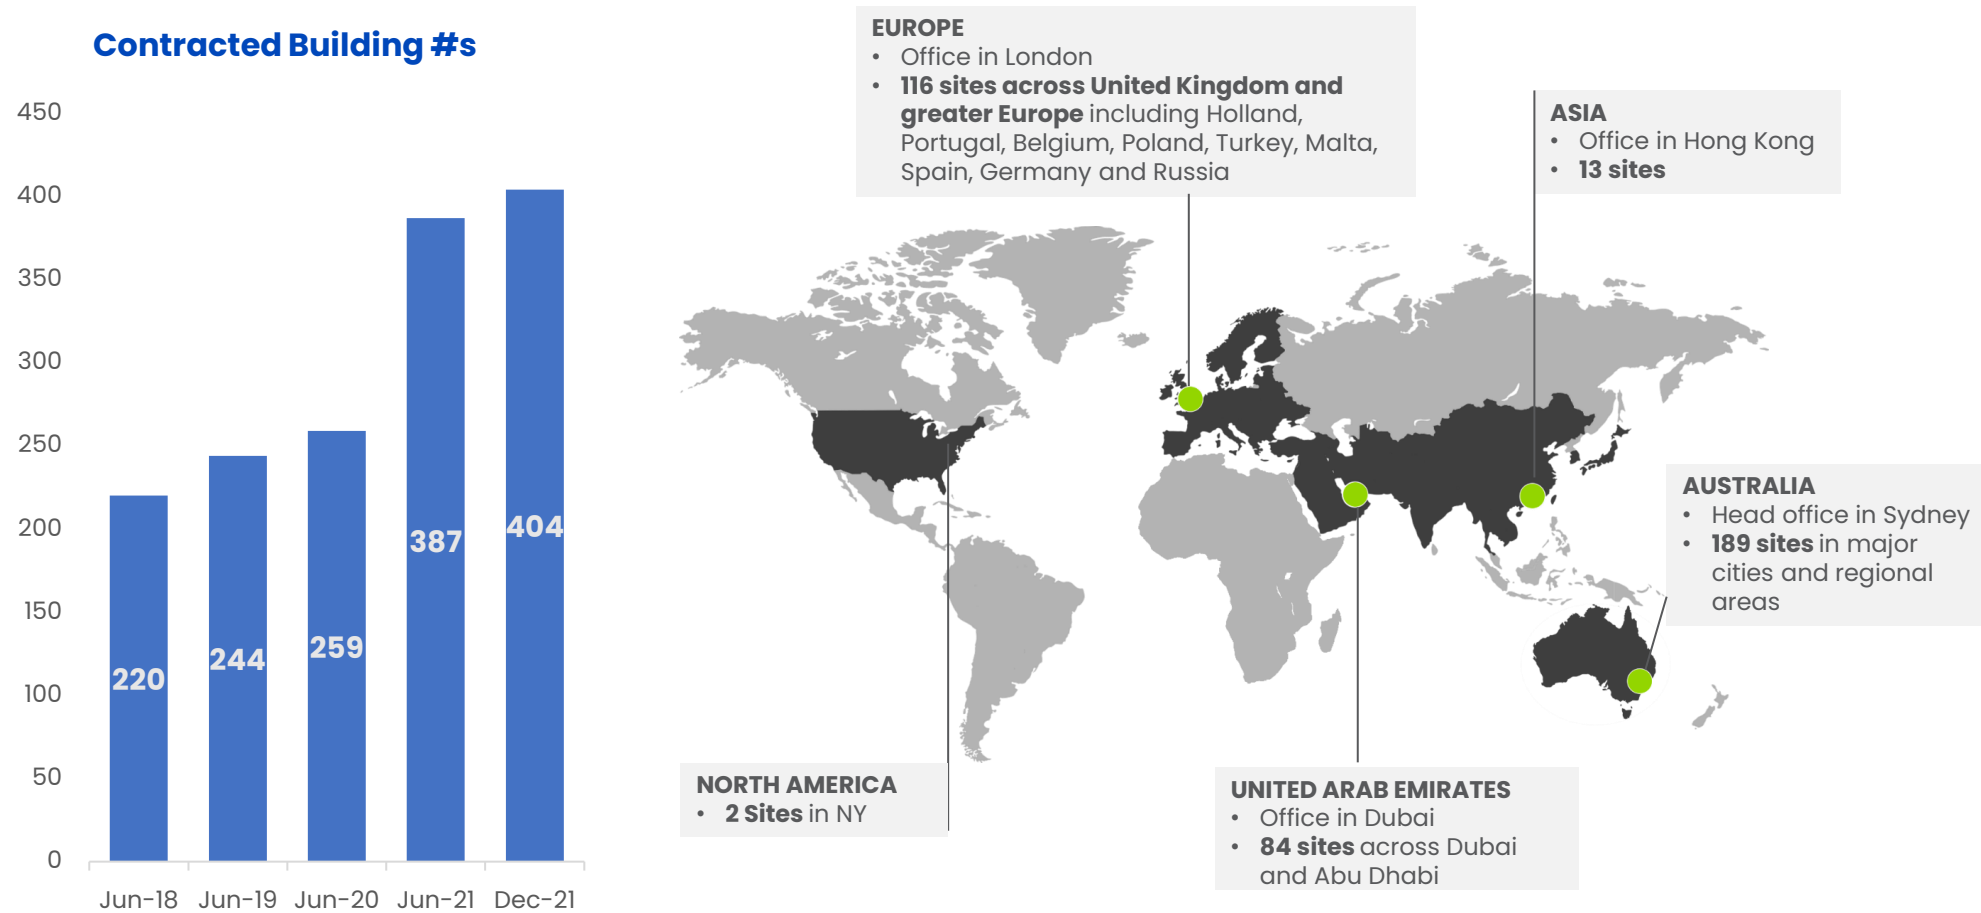 Contracted Building #s
450
400
350
300
250
200
150
100
50
0
220
244
259
387
404
Jun-18
Jun-19
Jun-20
Jun-21
Dec-21
EUROPE
• Office in London
• 116 sites across United Kingdom and
greater Europe including Holland,
Portugal, Belgium, Poland, Turkey, Malta,
Spain, Germany and Russia
ASIA
• Office in Hong Kong
• 13 sites
AUSTRALIA
• Head office in Sydney
• 189 sites in major
cities and regional
areas
NORTH AMERICA
• 2 Sites in NY
UNITED ARAB EMIRATES
• Office in Dubai
• 84 sites across Dubai
and Abu Dhabi